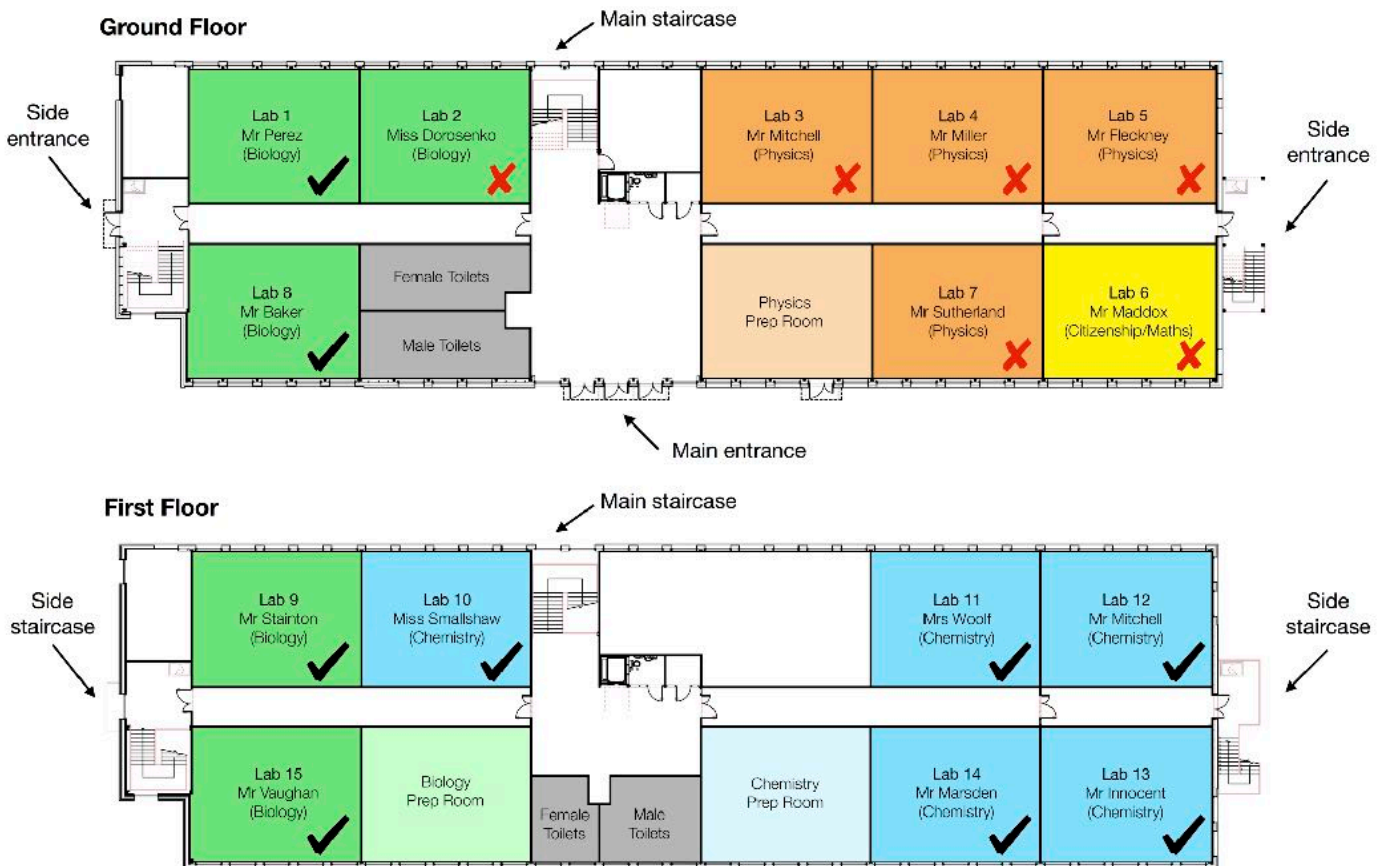 Main staircase
Ground Floor
Side
entrance
Lab 1
Mr Perez
(Biology)
Lab 2
Miss Dorosenko
(Biology)
Lab 3
Mr Mitchell
(Physics)
Lab 4
Mr Miller
(Physics)
Lab 5
Mr Fleckney
(Physics)
Side
entrance
Lab 8
Mr Baker
(Biology)
Female Toilets
Male Toilets
Physics
Prep Room
Lab 7
Mr Sutherland
(Physics)
Lab 6
Mr Maddox
(Citizenship/Maths)
Main entrance
First Floor
Main staircase
Side
staircase
Lab 9
Mr Stainton
(Biology)
Lab 10
Miss Smallshaw
(Chemistry)
Lab 11
Mrs Woolf
(Chemistry)
Lab 12
Mr Mitchell
(Chemistry)
Side
staircase
Lab 15
Mr Vaughan
(Biology)
Biology
Prep Room
Female
Toilets
Male
Toilets
Chemistry
Prep Room
Lab 14
Mr Marsden
(Chemistry)
Lab 13
Mr Innocent
(Chemistry)